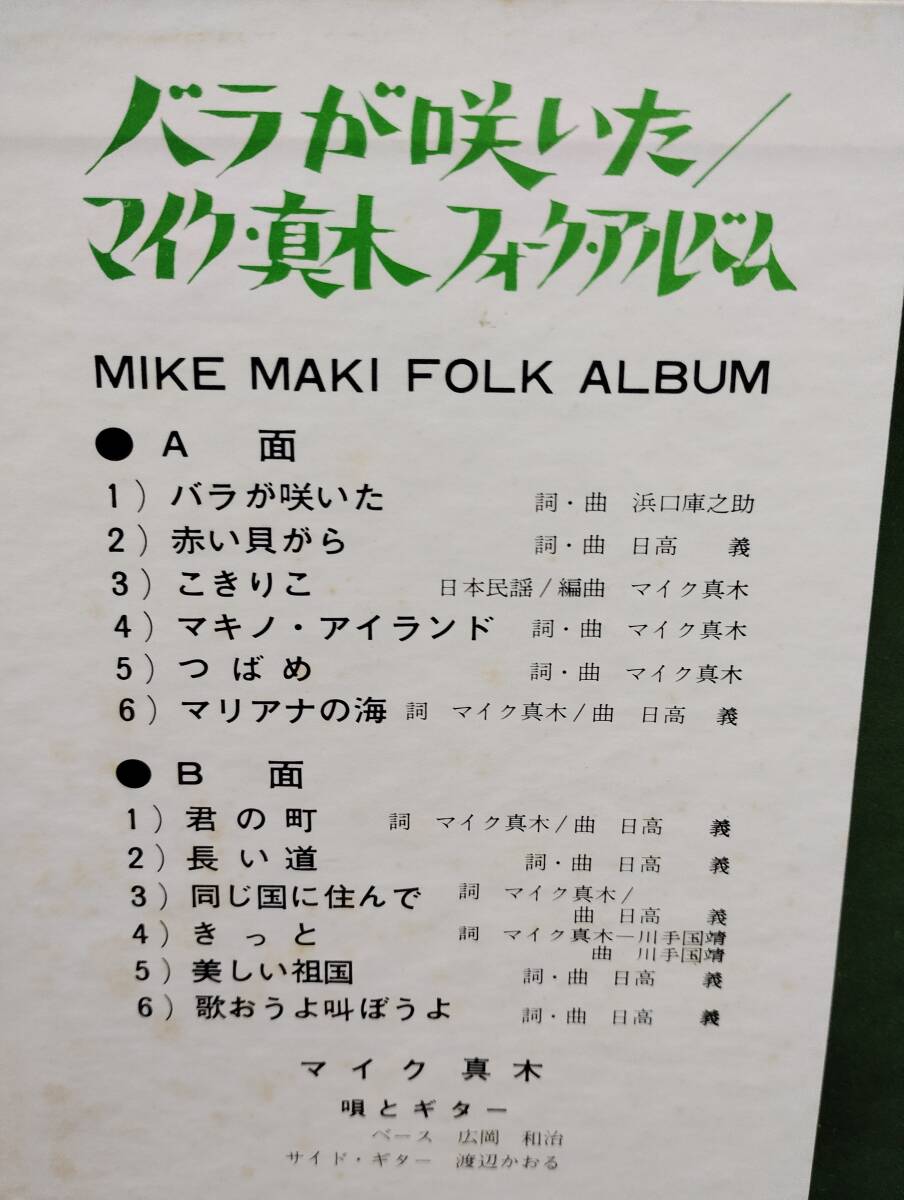 バラが咲いた/
マイク・真木 フォーク・アルバム
MIKE MAKI FOLK ALBUM
● A 面
1) バラが咲いた 詞・曲 浜口庫之助
2) 赤い貝がら 詞・曲 日高 義
3) こきりこ 日本民謡/編曲 マイク真木
4) マキノ・アイランド 詞・曲 マイク真木
5) つばめ 詞・曲 マイク真木
6) マリアナの海 詞 マイク真木/曲 日高 義
● B 面
1) 君の町 詞 マイク真木/曲 日高 義
2) 長い道 詞・曲 日高 義
3) 同じ国に住んで 詞 マイク真木/
曲 日高 義
4) きっと 詞 マイク真木―川手国靖
曲 川手国靖
5) 美しい祖国 詞・曲 日高 義
6) 歌おうよ叫ぼうよ 詞・曲 日高 義
マイク 真木
唄とギター
ベース 広岡 和治
サイド・ギター 渡辺かおる